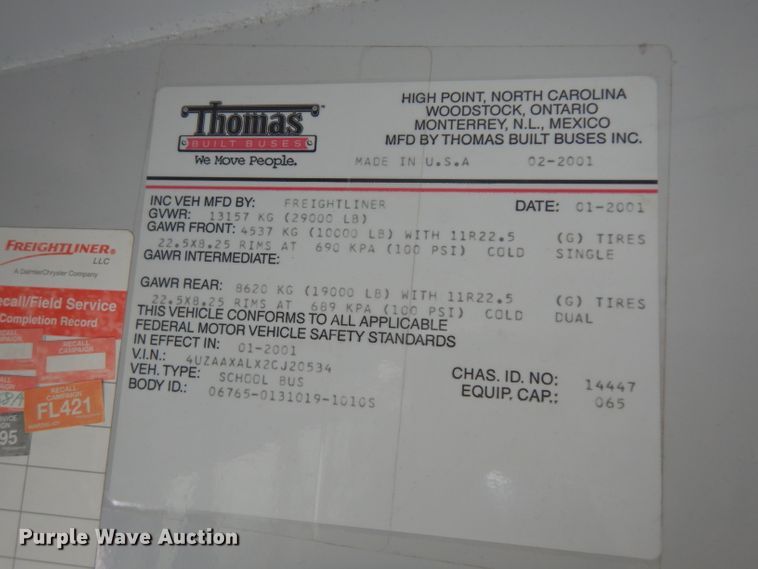 Thomas
BUILT BUSES
We Move People.
HIGH POINT, NORTH CAROLINA
WOODSTOCK, ONTARIO
MONTERREY, N.L., MEXICO
MFD BY THOMAS BUILT BUSES INC.
MADE IN U.S.A 02-2001
INC VEH MFD BY: FREIGHTLINER DATE: 01-2001
GVWR: 13157 KG (29000 LB)
GAWR FRONT: 4537 KG (10000 LB) WITH 11R22.5 (G) TIRES
22.5X8.25 RIMS AT 690 KPA (100 PSI) COLD SINGLE
GAWR INTERMEDIATE:
GAWR REAR: 8620 KG (19000 LB) WITH 11R22.5 (G) TIRES
22.5X8.25 RIMS AT 689 KPA (100 PSI) COLD DUAL
THIS VEHICLE CONFORMS TO ALL APPLICABLE
FEDERAL MOTOR VEHICLE SAFETY STANDARDS
IN EFFECT IN: 01-2001
V.I.N.: 4UZAAXALX2CJ20534
VEH. TYPE: SCHOOL BUS
BODY ID.: 06765-0131019-1010S
CHAS. ID. NO: 14447
EQUIP. CAP.: 065
FREIGHTLINER®
LLC
A DaimlerChrysler Company
ecall/Field Service
Completion Record
RECALL
CAMPAIGN
RECALL
CAMPAIGN
FL421
95
Purple Wave Auction